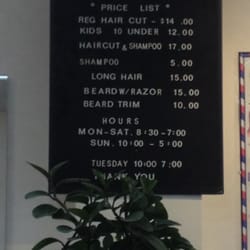 * PRICE LIST *
REG HAIR CUT - $14.00
KIDS 10 UNDER 12.00
HAIRCUT & SHAMPOO 17.00
SHAMPOO 5.00
LONG HAIR 15.00
BEARD W/RAZOR 15.00
BEARD TRIM 10.00
HOURS
MON-SAT. 8:30-7:00
SUN. 10:00 - 5:00
TUESDAY 10:00 7:00
THANK YOU